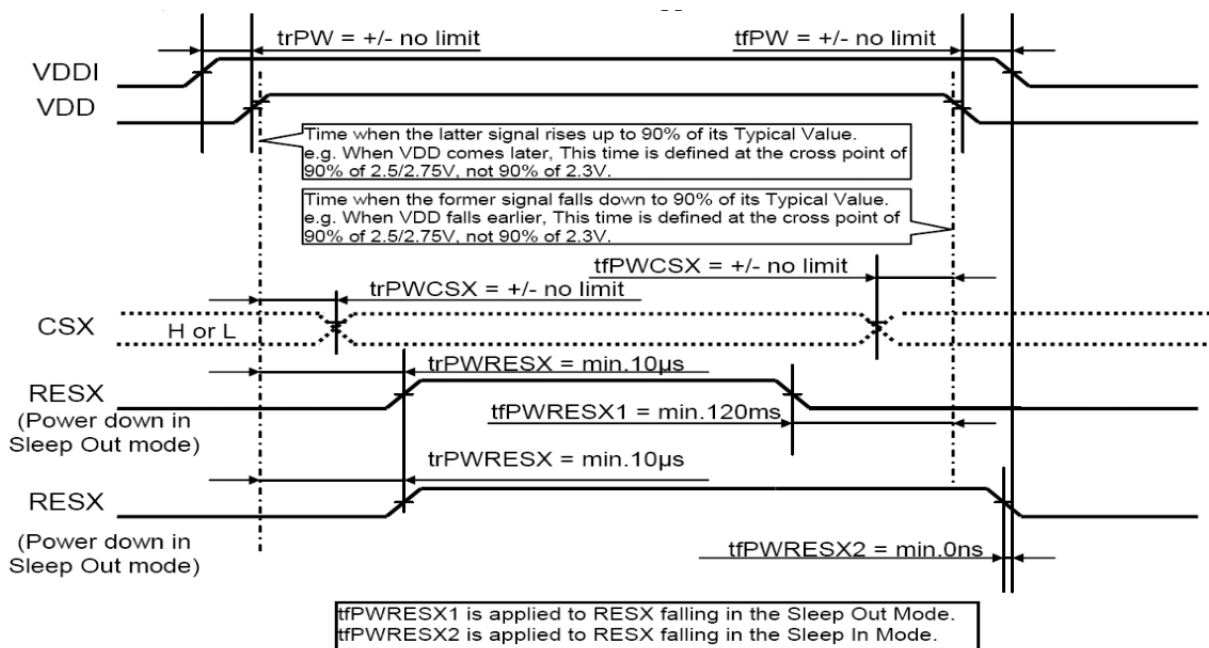 trPW = +/- no limit
tfPW = +/- no limit
VDDI
VDD
Time when the latter signal rises up to 90% of its Typical Value.
e.g. When VDD comes later, This time is defined at the cross point of
90% of 2.5/2.75V, not 90% of 2.3V.
Time when the former signal falls down to 90% of its Typical Value.
e.g. When VDD falls earlier, This time is defined at the cross point of
90% of 2.5/2.75V, not 90% of 2.3V.
tfPWCSX = +/- no limit
trPWCSX = +/- no limit
CSX
H or L
trPWRESX = min.10µs
RESX
(Power down in
Sleep Out mode)
tfPWRESX1 = min.120ms
trPWRESX = min.10µs
RESX
(Power down in
Sleep Out mode)
tfPWRESX2 = min.0ns
tfPWRESX1 is applied to RESX falling in the Sleep Out Mode.
tfPWRESX2 is applied to RESX falling in the Sleep In Mode.